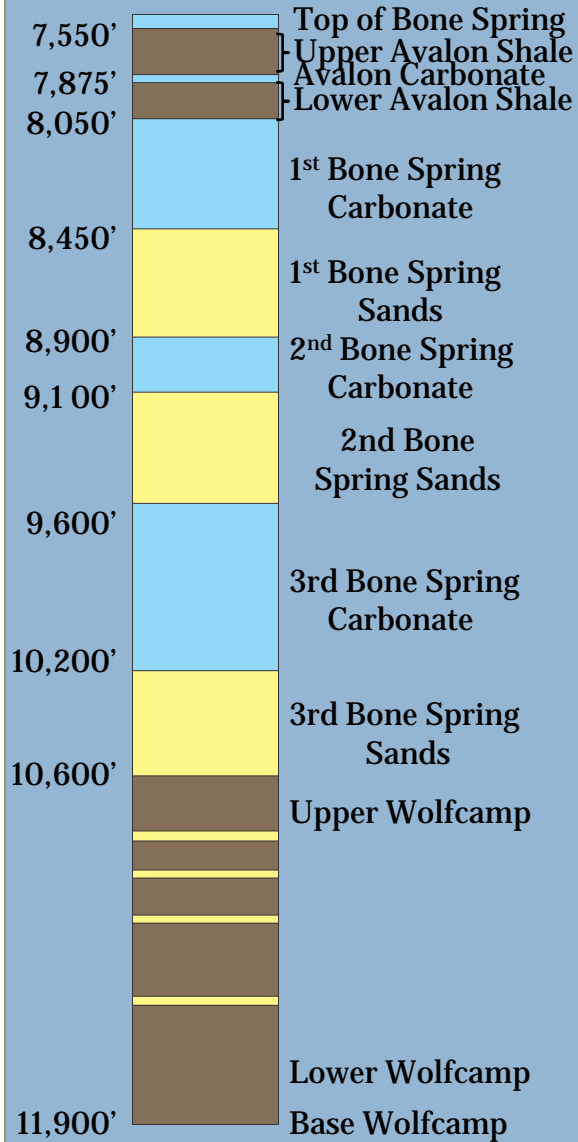 Top of Bone Spring
7,550’
Upper Avalon Shale
Avalon Carbonate
7,875’
Lower Avalon Shale
8,050’
1st Bone Spring
Carbonate
8,450’
1st Bone Spring
Sands
8,900’
2nd Bone Spring
Carbonate
9,1 00’
2nd Bone
Spring Sands
9,600’
3rd Bone Spring
Carbonate
10,200’
3rd Bone Spring
Sands
10,600’
Upper Wolfcamp
Lower Wolfcamp
11,900’
Base Wolfcamp